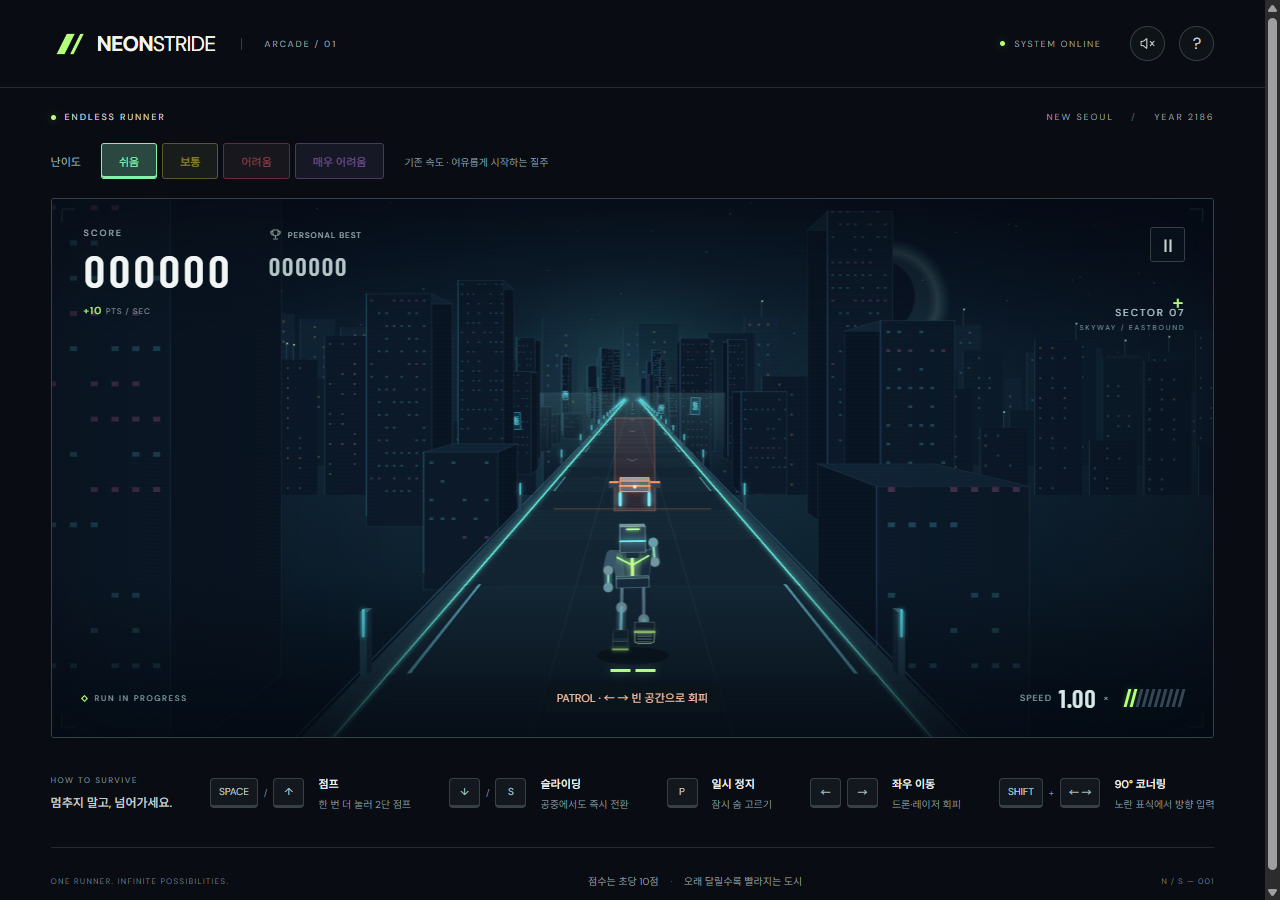 NEONSTRIDE
ARCADE / 01
SYSTEM ONLINE
?
ENDLESS RUNNER
NEW SEOUL / YEAR 2186
난이도
쉬움
보통
어려움
매우 어려움
기존 속도 · 여유롭게 시작하는 질주
SCORE
000000
+10 PTS / SEC
PERSONAL BEST
000000
SECTOR 07
SKYWAY / EASTBOUND
RUN IN PROGRESS
PATROL · ← → 빈 공간으로 회피
SPEED 1.00 ×
HOW TO SURVIVE
멈추지 말고, 넘어가세요.
SPACE / ↑
점프
한 번 더 눌러 2단 점프
↓ / S
슬라이딩
공중에서도 즉시 전환
P
일시 정지
잠시 숨 고르기
← →
좌우 이동
드론·레이저 회피
SHIFT + ← →
90° 코너링
노란 표식에서 방향 입력
ONE RUNNER. INFINITE POSSIBILITIES.
점수는 초당 10점 · 오래 달릴수록 빨라지는 도시
N / S — 001